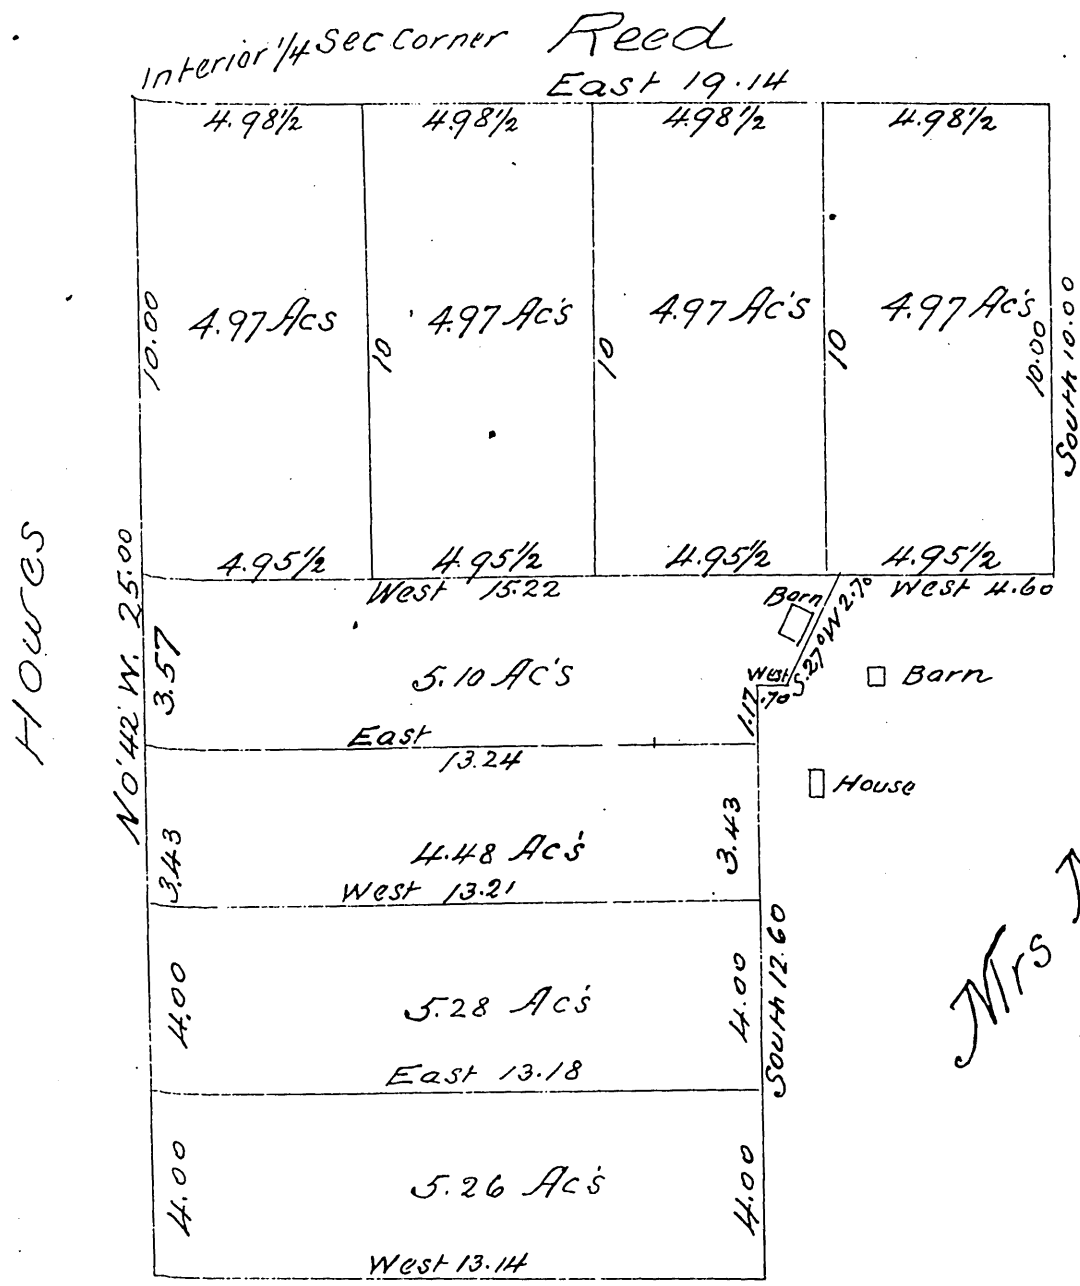 Interior 1/4 Sec Corner Reed
East 19.14
4.98½ 4.98½ 4.98½ 4.98½
4.97 Acs 4.97 Ac's 4.97 Ac's 4.97 Ac's
10.00 10 10 10 10.00
South 10.00
4.95½ 4.95½ 4.95½ 4.95½
West 15.22 West 4.60
Howes
N0°42' W. 25.00
Barn
S.27° W 2.70
3.57
5.10 Ac's
West
.70
1.17
Barn
East
13.24
House
3.43 4.48 Ac's 3.43
West 13.21
4.00 5.28 Ac's 4.00
South 12.60
Mrs
East 13.18
4.00 5.26 Ac's 4.00
West 13.14